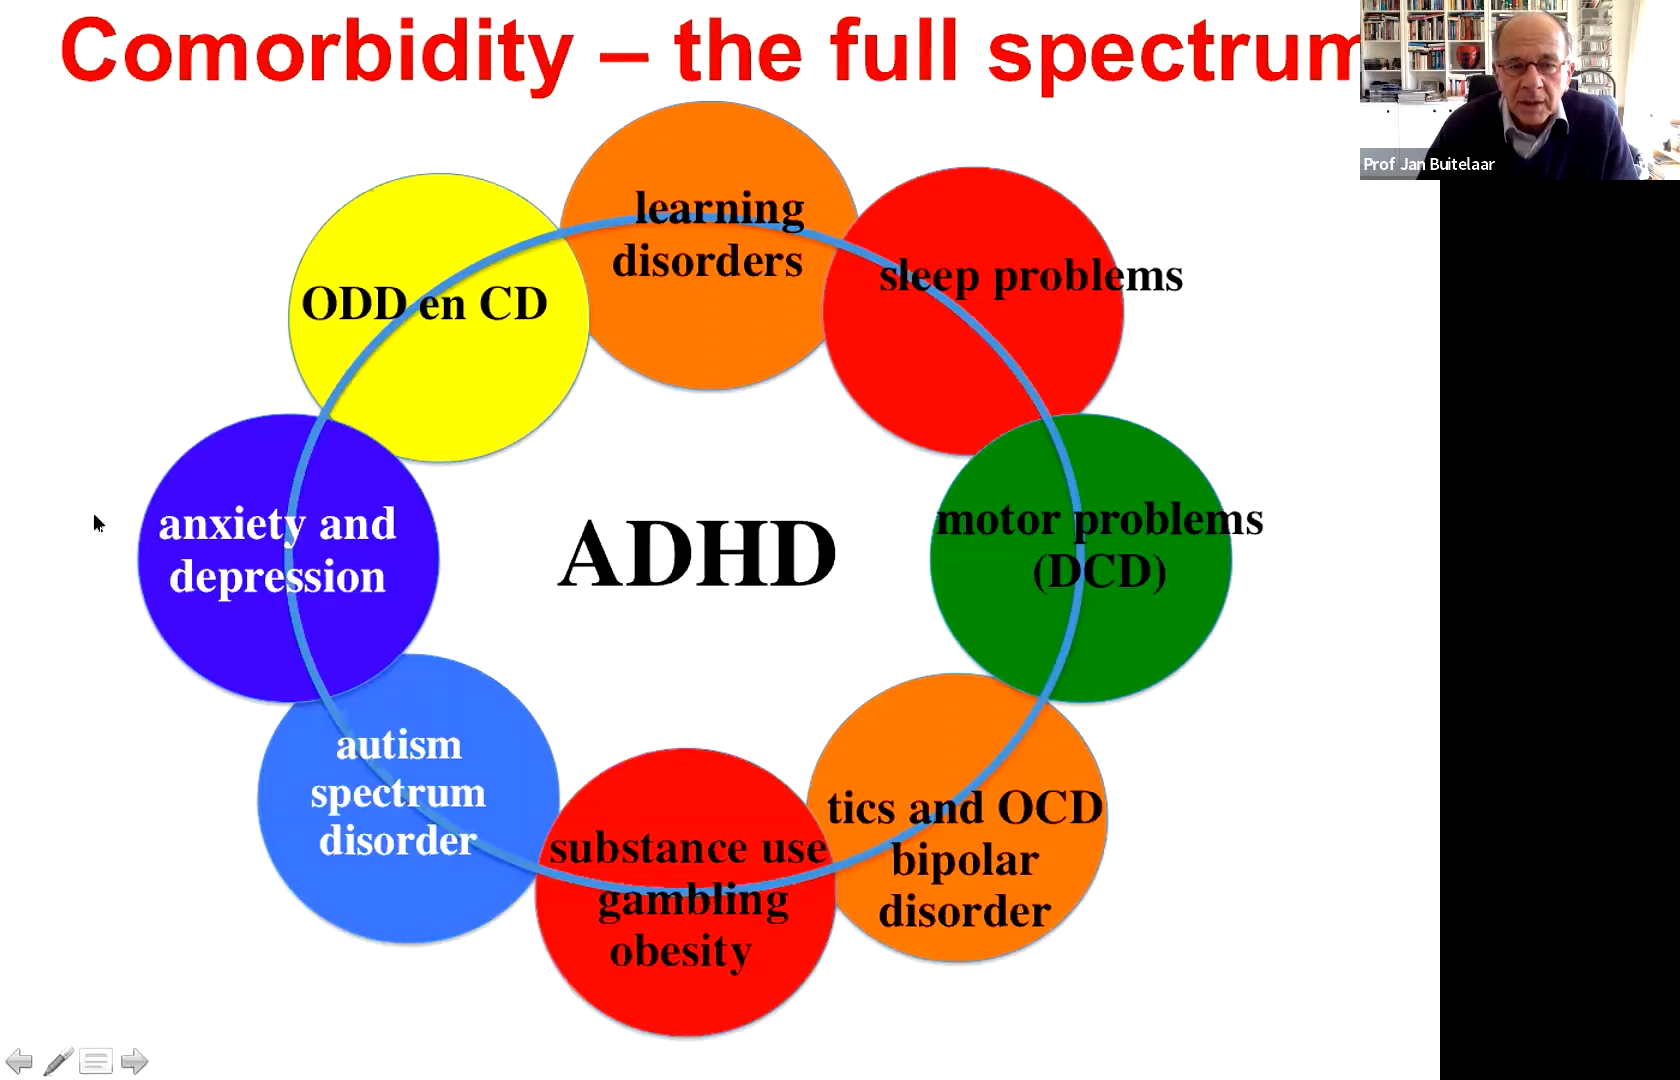 Comorbidity – the full spectrum
Prof Jan Buitelaar
learning
disorders
sleep problems
ODD en CD
motor problems
(DCD)
anxiety and
depression
ADHD
autism
spectrum
disorder
tics and OCD
bipolar
disorder
substance use
gambling
obesity